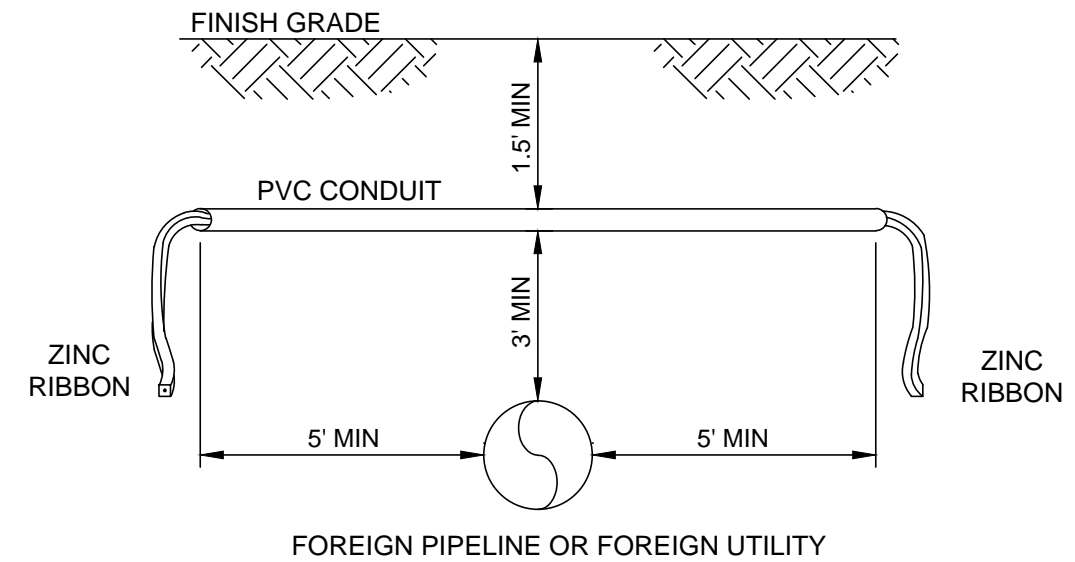 FINISH GRADE
1.5' MIN
PVC CONDUIT
3' MIN
ZINC
RIBBON
ZINC
RIBBON
5' MIN
5' MIN
FOREIGN PIPELINE OR FOREIGN UTILITY